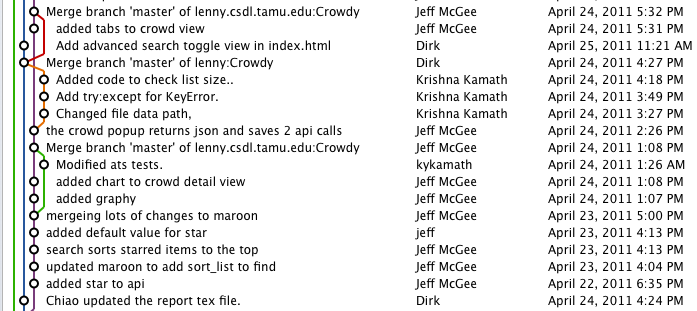 Merge branch 'master' of lenny.csdl.tamu.edu:Crowdy Jeff McGee April 24, 2011 5:32 PM
added tabs to crowd view Jeff McGee April 24, 2011 5:31 PM
Add advanced search toggle view in index.html Dirk April 25, 2011 11:21 AM
Merge branch 'master' of lenny:Crowdy Dirk April 24, 2011 4:27 PM
Added code to check list size.. Krishna Kamath April 24, 2011 4:18 PM
Add try:except for KeyError. Krishna Kamath April 24, 2011 3:49 PM
Changed file data path, Krishna Kamath April 24, 2011 3:27 PM
the crowd popup returns json and saves 2 api calls Jeff McGee April 24, 2011 2:26 PM
Merge branch 'master' of lenny.csdl.tamu.edu:Crowdy Jeff McGee April 24, 2011 1:08 PM
Modified ats tests. kykamath April 24, 2011 1:26 AM
added chart to crowd detail view Jeff McGee April 24, 2011 1:08 PM
added graphy Jeff McGee April 24, 2011 1:07 PM
mergeing lots of changes to maroon Jeff McGee April 23, 2011 5:00 PM
added default value for star jeff April 23, 2011 4:13 PM
search sorts starred items to the top Jeff McGee April 23, 2011 4:13 PM
updated maroon to add sort_list to find Jeff McGee April 23, 2011 4:04 PM
added star to api Jeff McGee April 22, 2011 6:35 PM
Chiao updated the report tex file. Dirk April 24, 2011 4:24 PM